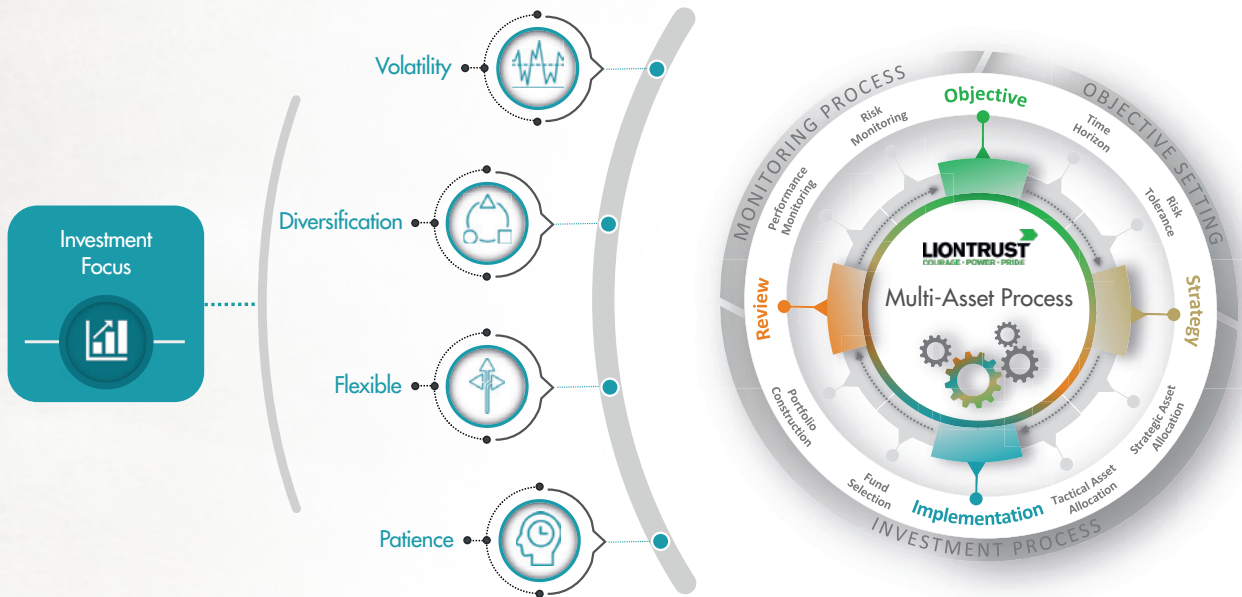 Investment
Focus
Volatility
Diversification
Flexible
Patience
MONITORING PROCESS
OBJECTIVE SETTING
INVESTMENT PROCESS
Objective
Time
Horizon
Risk
Tolerance
Strategy
Strategic Asset
Allocation
Tactical Asset
Allocation
Implementation
Fund
Selection
Portfolio
Construction
Review
Performance
Monitoring
Risk
Monitoring
LIONTRUST
COURAGE · POWER · PRIDE
Multi-Asset Process